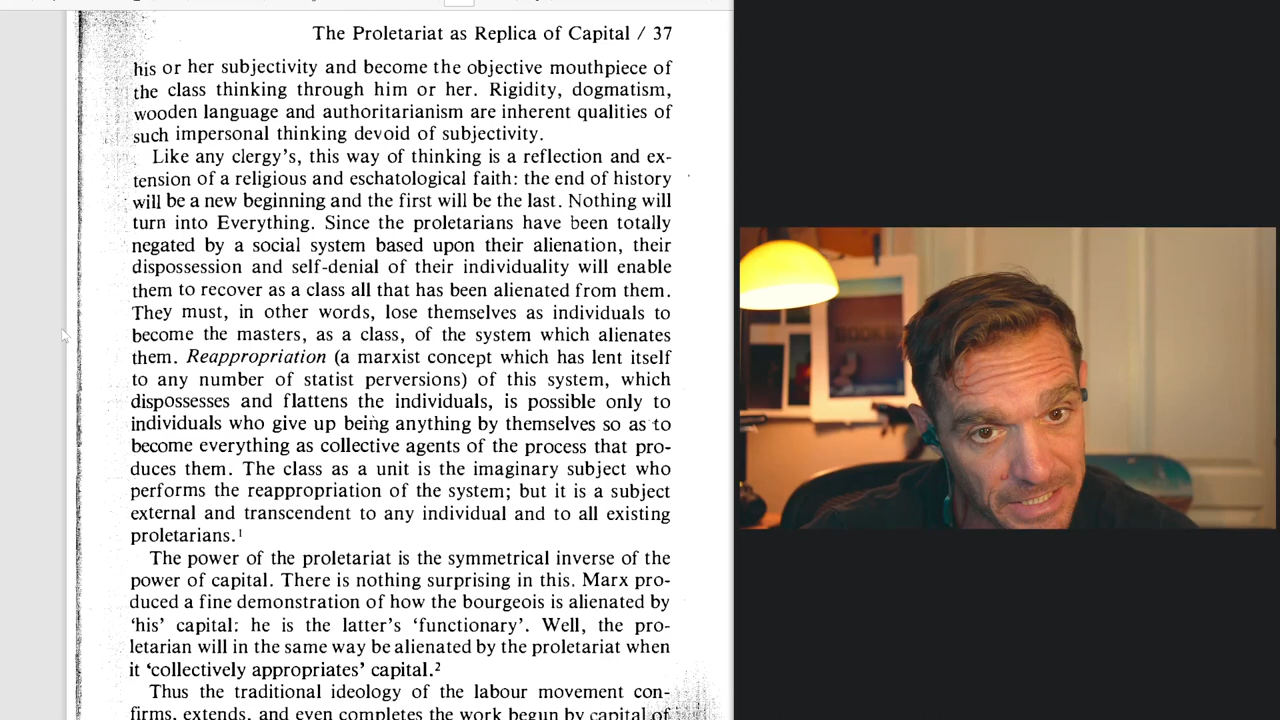 The Proletariat as Replica of Capital / 37
his or her subjectivity and become the objective mouthpiece of
the class thinking through him or her. Rigidity, dogmatism,
wooden language and authoritarianism are inherent qualities of
such impersonal thinking devoid of subjectivity.
Like any clergy's, this way of thinking is a reflection and ex-
tension of a religious and eschatological faith: the end of history
will be a new beginning and the first will be the last. Nothing will
turn into Everything. Since the proletarians have been totally
negated by a social system based upon their alienation, their
dispossession and self-denial of their individuality will enable
them to recover as a class all that has been alienated from them.
They must, in other words, lose themselves as individuals to
become the masters, as a class, of the system which alienates
them. Reappropriation (a marxist concept which has lent itself
to any number of statist perversions) of this system, which
dispossesses and flattens the individuals, is possible only to
individuals who give up being anything by themselves so as to
become everything as collective agents of the process that pro-
duces them. The class as a unit is the imaginary subject who
performs the reappropriation of the system; but it is a subject
external and transcendent to any individual and to all existing
proletarians.¹
The power of the proletariat is the symmetrical inverse of the
power of capital. There is nothing surprising in this. Marx pro-
duced a fine demonstration of how the bourgeois is alienated by
'his' capital: he is the latter's 'functionary'. Well, the pro-
letarian will in the same way be alienated by the proletariat when
it 'collectively appropriates' capital.²
Thus the traditional ideology of the labour movement con-
firms, extends, and even completes the work begun by capital of